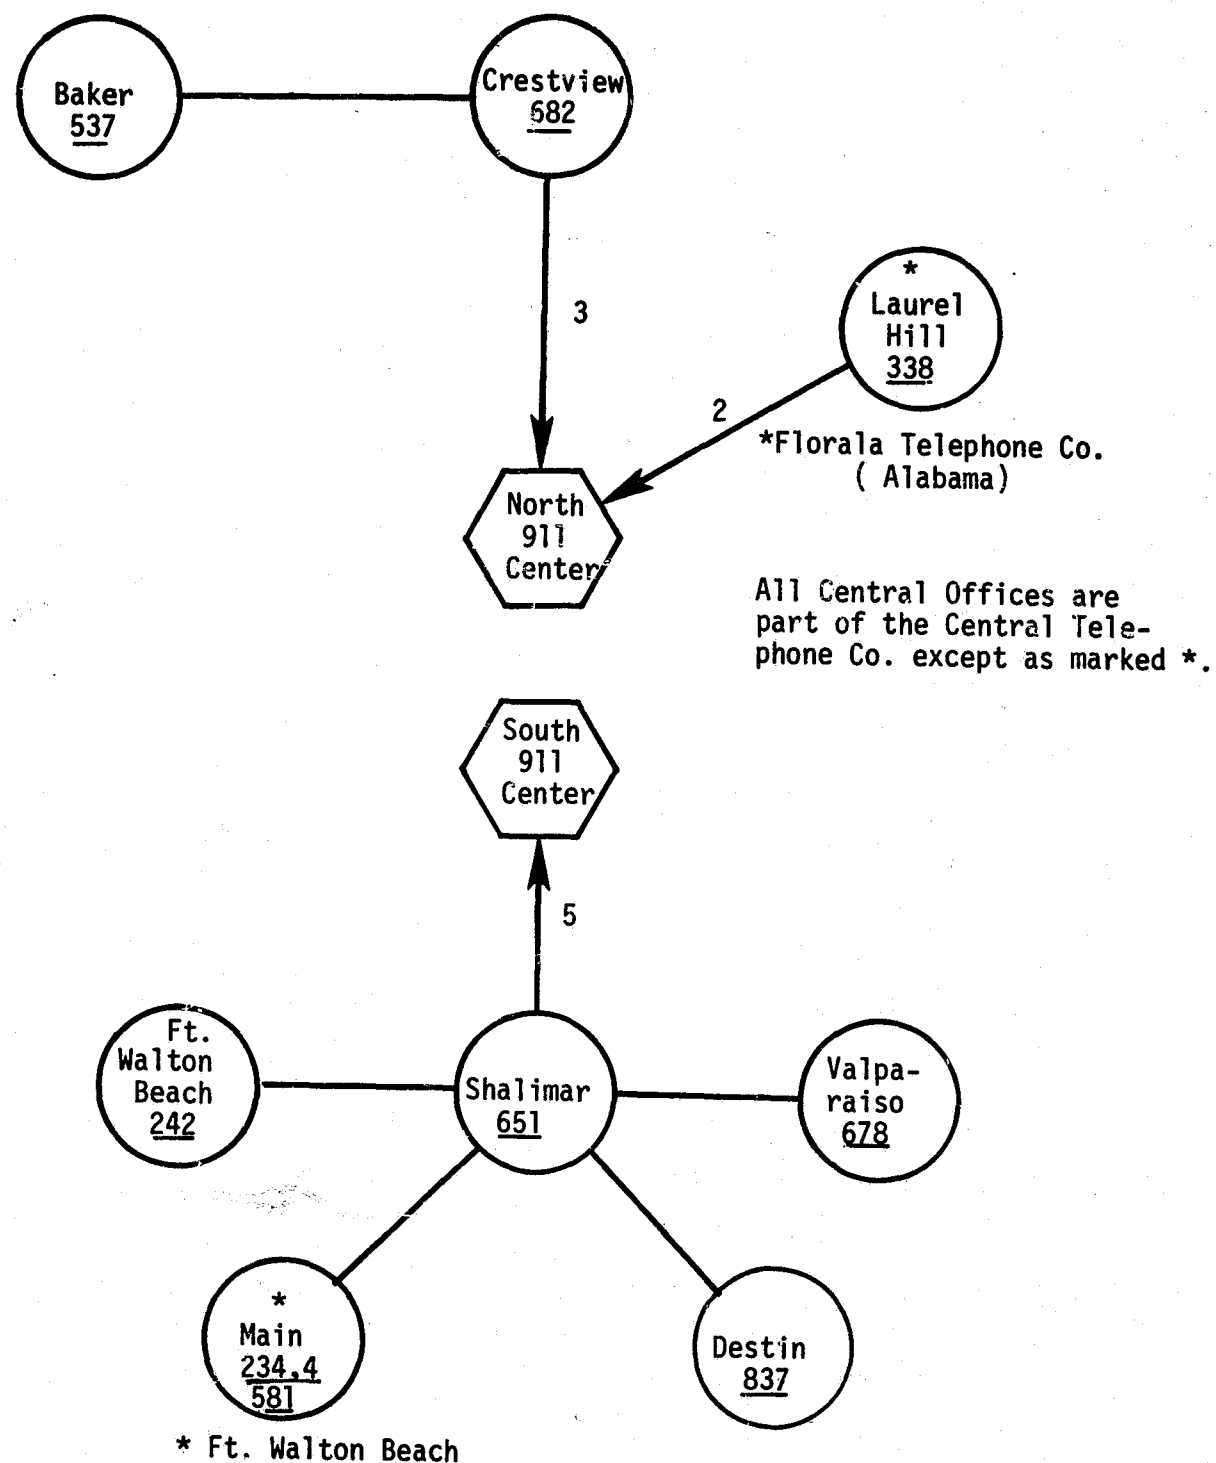 Baker
537
Crestview
682
3
*
Laurel
Hill
338
2
*Florala Telephone Co.
( Alabama)
North
911
Center
All Central Offices are
part of the Central Tele-
phone Co. except as marked *.
South
911
Center
5
Ft.
Walton
Beach
242
Shalimar
651
Valpa-
raiso
678
*
Main
234,4
581
Destin
837
* Ft. Walton Beach